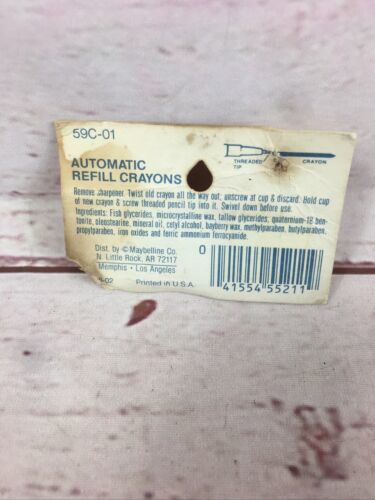 59C-01
THREADED TIP
CRAYON
AUTOMATIC
REFILL CRAYONS
Remove sharpener. Twist old crayon all the way out, unscrew at cup & discard. Hold cup
of new crayon & screw threaded pencil tip into it. Swivel down before use.
Ingredients: Fish glycerides, microcrystalline wax, tallow glycerides, quaternium-18 ben-
tonite, oleostearine, mineral oil, cetyl alcohol, bayberry wax, methylparaben, butylparaben,
propylparaben, iron oxides and ferric ammonium ferrocyanide.
Dist. by © Maybelline Co.
N. Little Rock, AR 72117
Memphis • Los Angeles
-02
Printed in U.S.A.
0
41554 55211